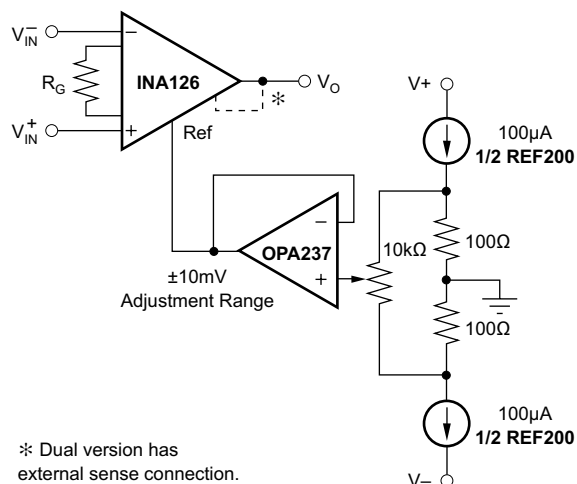 V−IN
−
RG
INA126
VO
V+
*
V+IN
+
Ref
100µA
1/2 REF200
−
OPA237
+
10kΩ
100Ω
±10mV
Adjustment Range
100Ω
100µA
1/2 REF200
* Dual version has
external sense connection.
V−